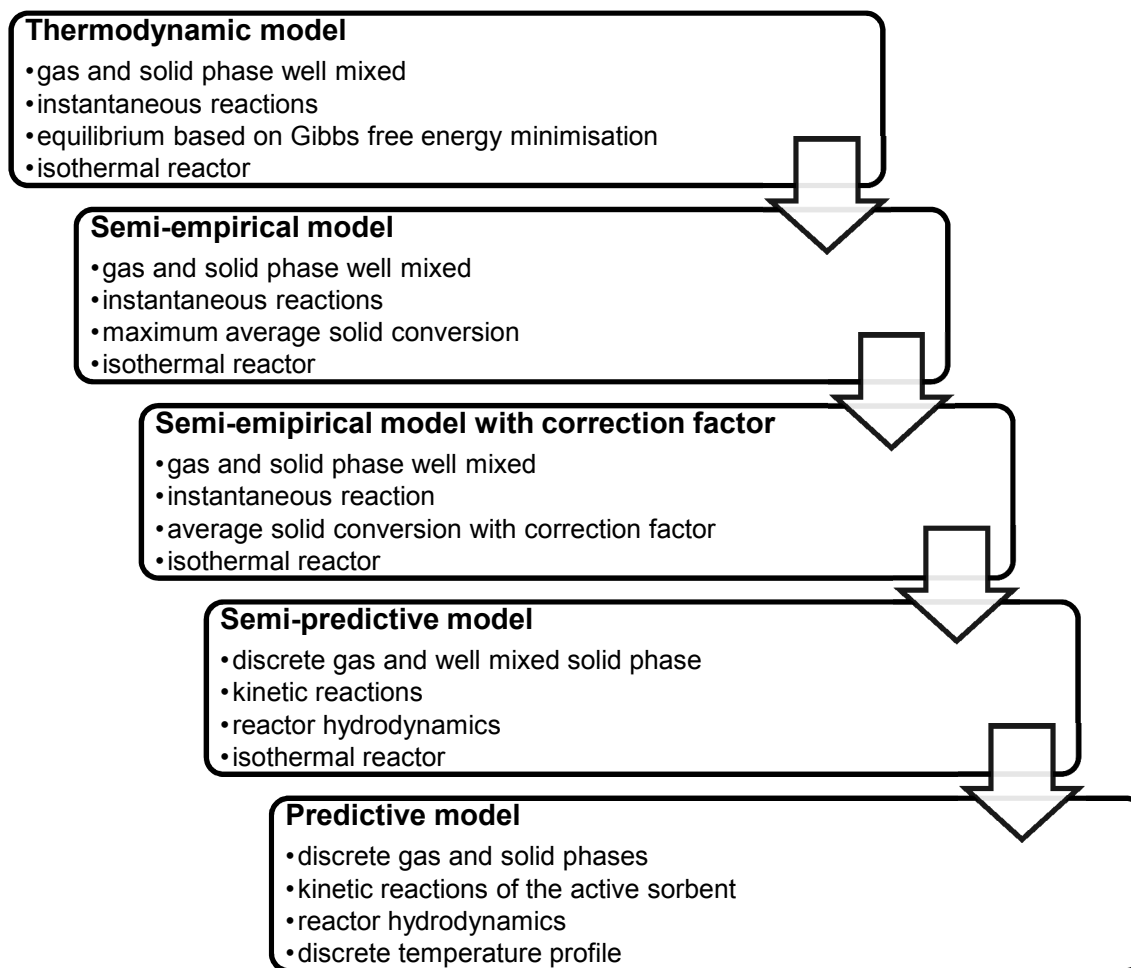 Thermodynamic model
•gas and solid phase well mixed
•instantaneous reactions
•equilibrium based on Gibbs free energy minimisation
•isothermal reactor
Semi-empirical model
•gas and solid phase well mixed
•instantaneous reactions
•maximum average solid conversion
•isothermal reactor
Semi-emipirical model with correction factor
•gas and solid phase well mixed
•instantaneous reaction
•average solid conversion with correction factor
•isothermal reactor
Semi-predictive model
•discrete gas and well mixed solid phase
•kinetic reactions
•reactor hydrodynamics
•isothermal reactor
Predictive model
•discrete gas and solid phases
•kinetic reactions of the active sorbent
•reactor hydrodynamics
•discrete temperature profile